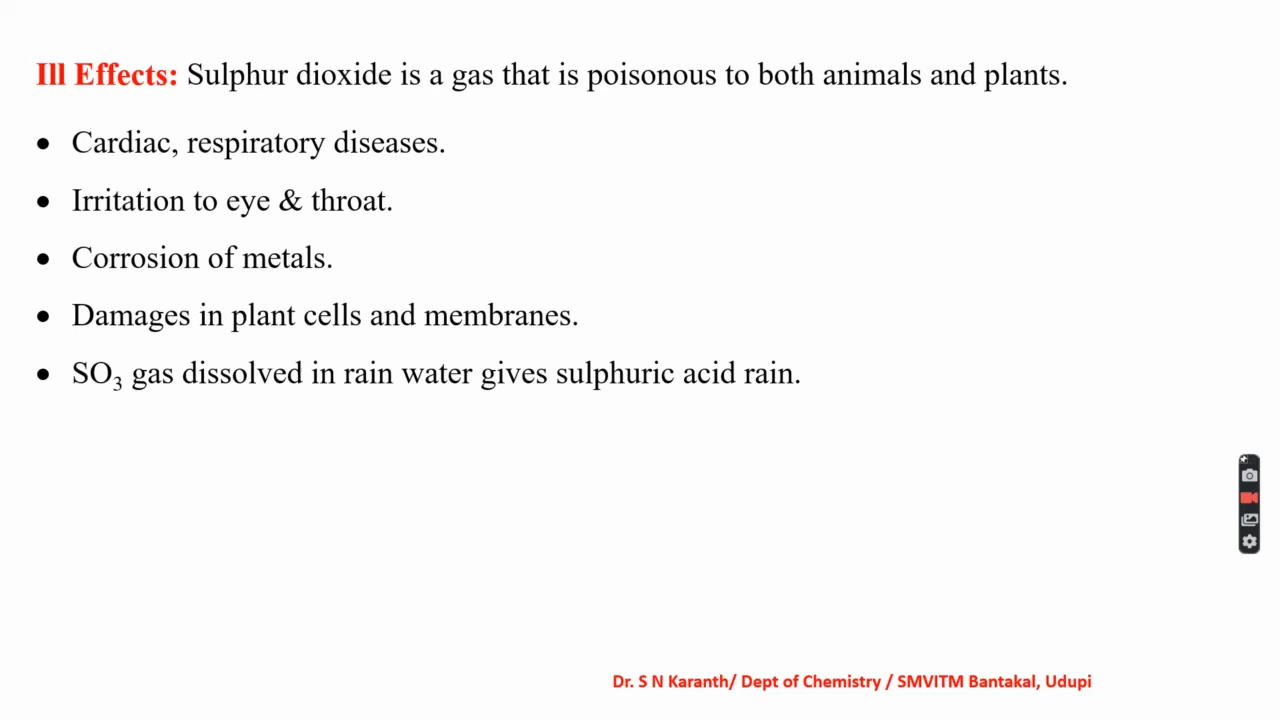 Ill Effects: Sulphur dioxide is a gas that is poisonous to both animals and plants.
• Cardiac, respiratory diseases.
• Irritation to eye & throat.
• Corrosion of metals.
• Damages in plant cells and membranes.
• SO₃ gas dissolved in rain water gives sulphuric acid rain.
Dr. S N Karanth/ Dept of Chemistry / SMVITM Bantakal, Udupi